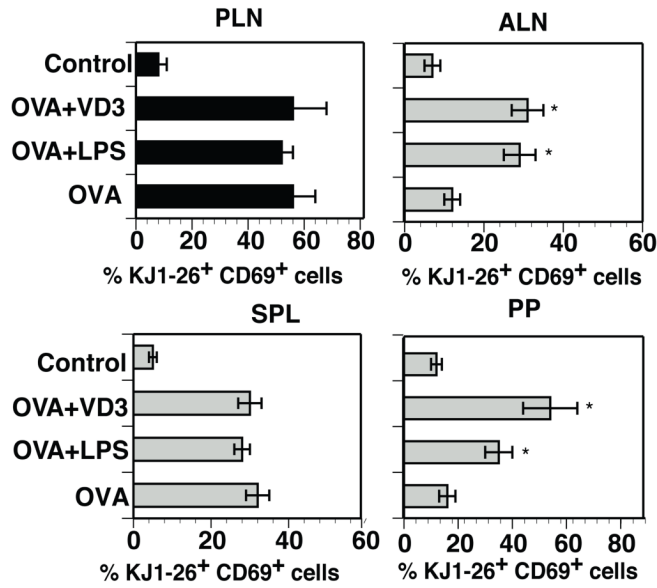 PLN
ALN
Control
OVA+VD3
*
OVA+LPS
*
OVA
0 20 40 60 80
0 20 40 60
% KJ1-26⁺ CD69⁺ cells
% KJ1-26⁺ CD69⁺ cells
SPL
PP
Control
OVA+VD3
*
OVA+LPS
*
OVA
0 20 40 60
0 20 40 60 80
% KJ1-26⁺ CD69⁺ cells
% KJ1-26⁺ CD69⁺ cells